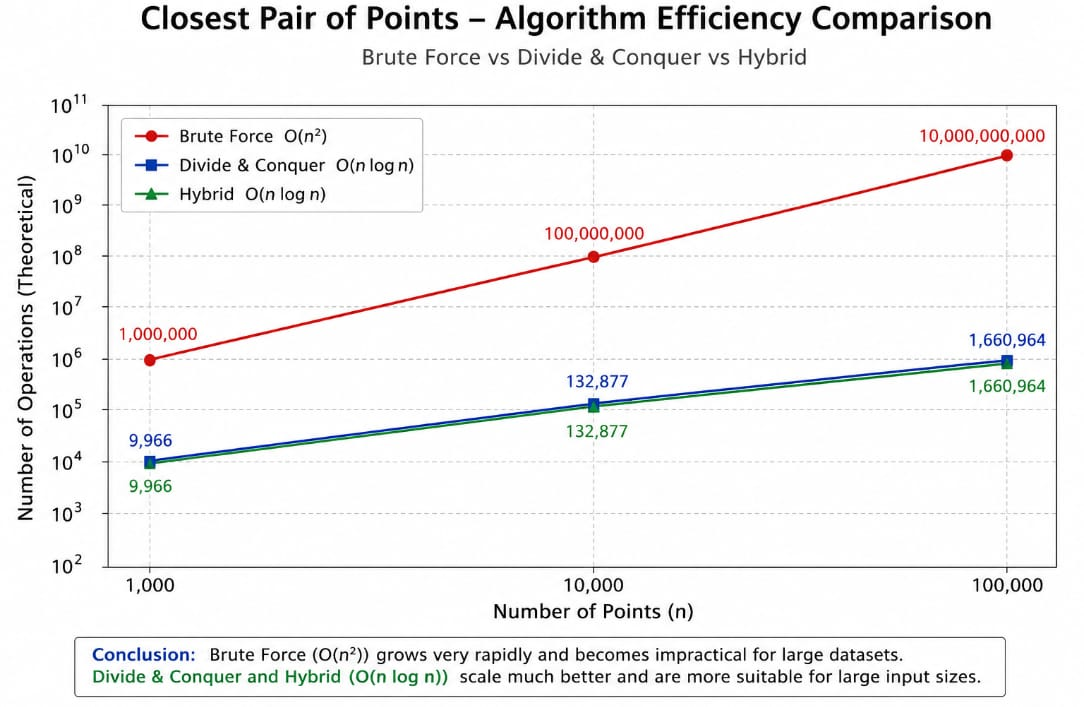 Closest Pair of Points – Algorithm Efficiency Comparison
Brute Force vs Divide & Conquer vs Hybrid
Number of Operations (Theoretical)
10¹¹
10¹⁰
10⁹
10⁸
10⁷
10⁶
10⁵
10⁴
10³
10²
Brute Force O(n²)
Divide & Conquer O(n log n)
Hybrid O(n log n)
10,000,000,000
100,000,000
1,000,000
1,660,964
132,877
1,660,964
9,966
132,877
9,966
1,000
10,000
100,000
Number of Points (n)
Conclusion: Brute Force (O(n²)) grows very rapidly and becomes impractical for large datasets.
Divide & Conquer and Hybrid (O(n log n)) scale much better and are more suitable for large input sizes.